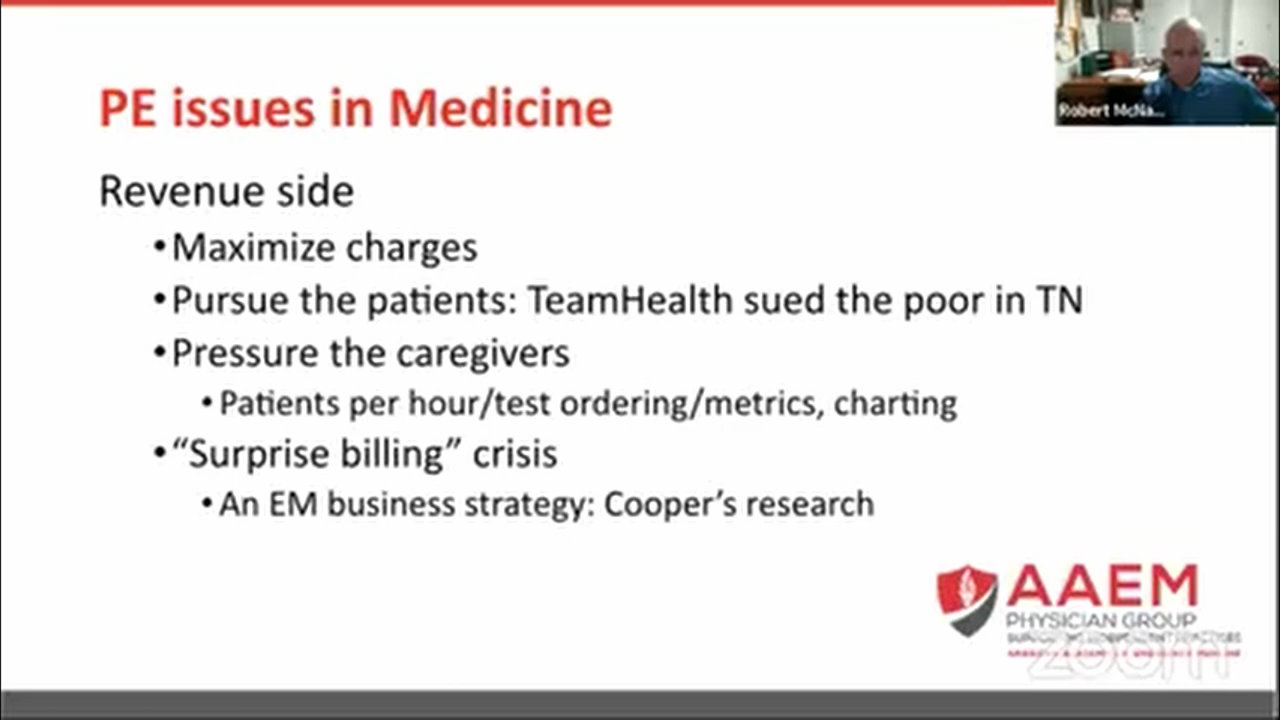 PE issues in Medicine
Robert McNa...
Revenue side
•Maximize charges
•Pursue the patients: TeamHealth sued the poor in TN
•Pressure the caregivers
•Patients per hour/test ordering/metrics, charting
•“Surprise billing” crisis
•An EM business strategy: Cooper’s research
AAEM
PHYSICIAN GROUP
zoom